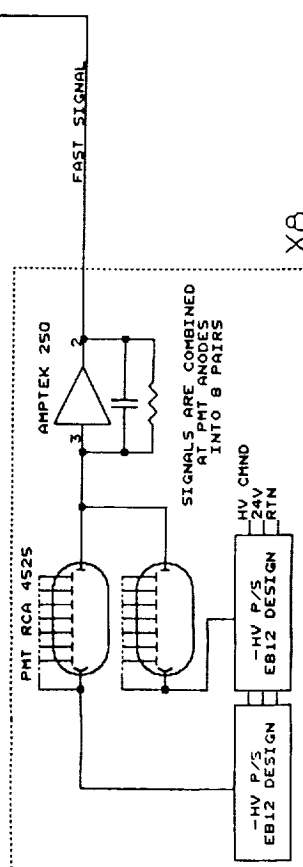 FAST SIGNAL
AMPTEK 250
3
2
PMT RCA 4525
SIGNALS ARE COMBINED
AT PMT ANODES
INTO 8 PAIRS
X8
HV CMND
24V
RTN
-HV P/S
EB12 DESIGN
-HV P/S
EB12 DESIGN